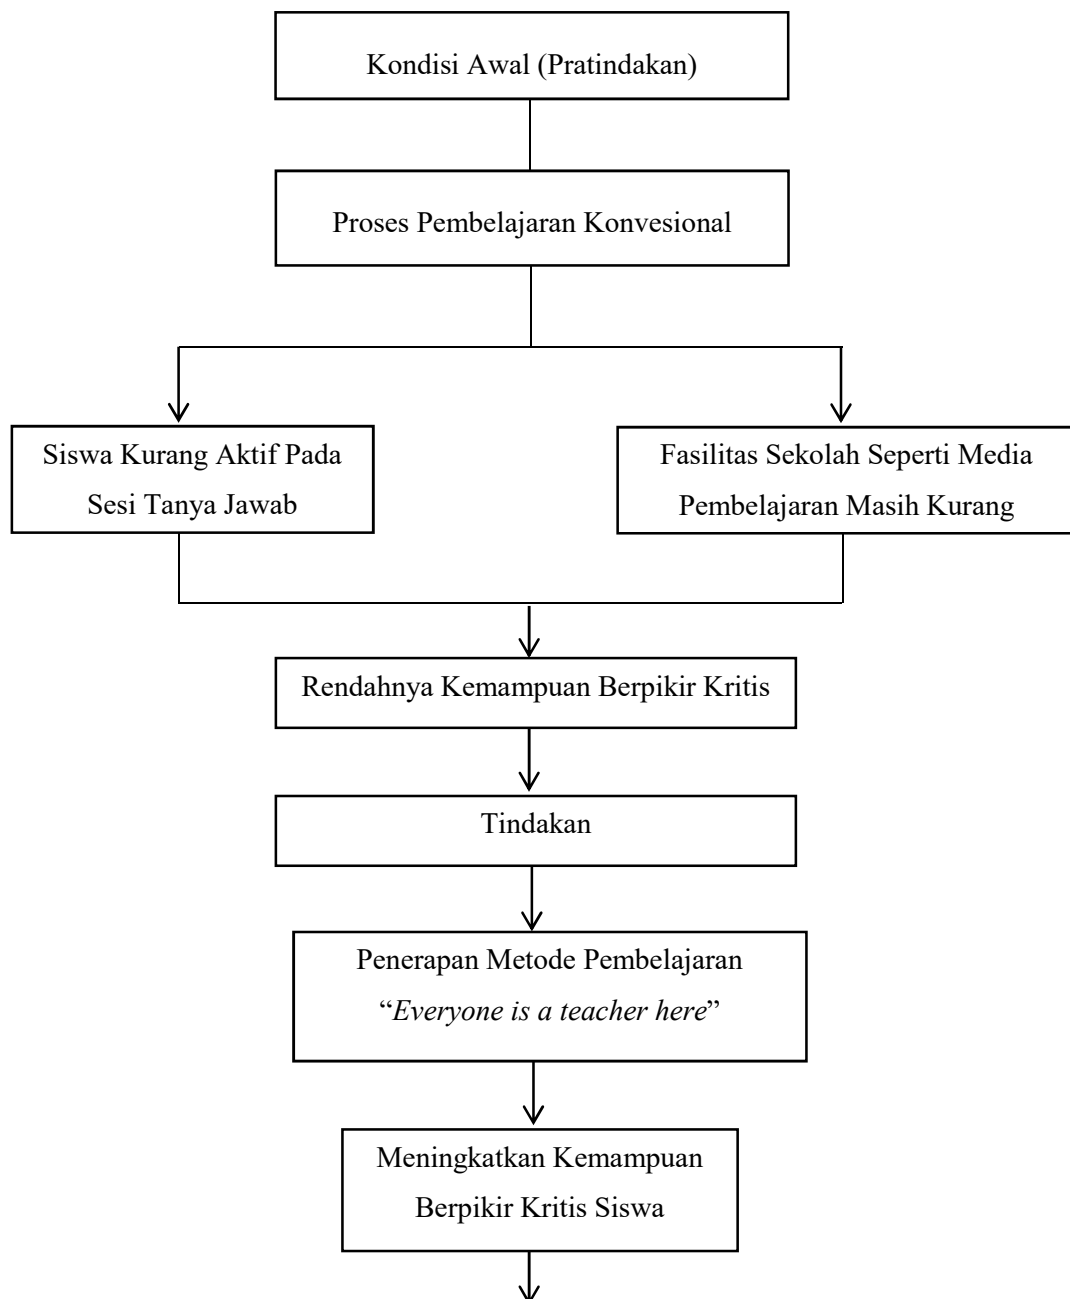 Kondisi Awal (Pratindakan)
Proses Pembelajaran Konvesional
Siswa Kurang Aktif Pada
Sesi Tanya Jawab
Fasilitas Sekolah Seperti Media
Pembelajaran Masih Kurang
Rendahnya Kemampuan Berpikir Kritis
Tindakan
Penerapan Metode Pembelajaran
“Everyone is a teacher here”
Meningkatkan Kemampuan
Berpikir Kritis Siswa